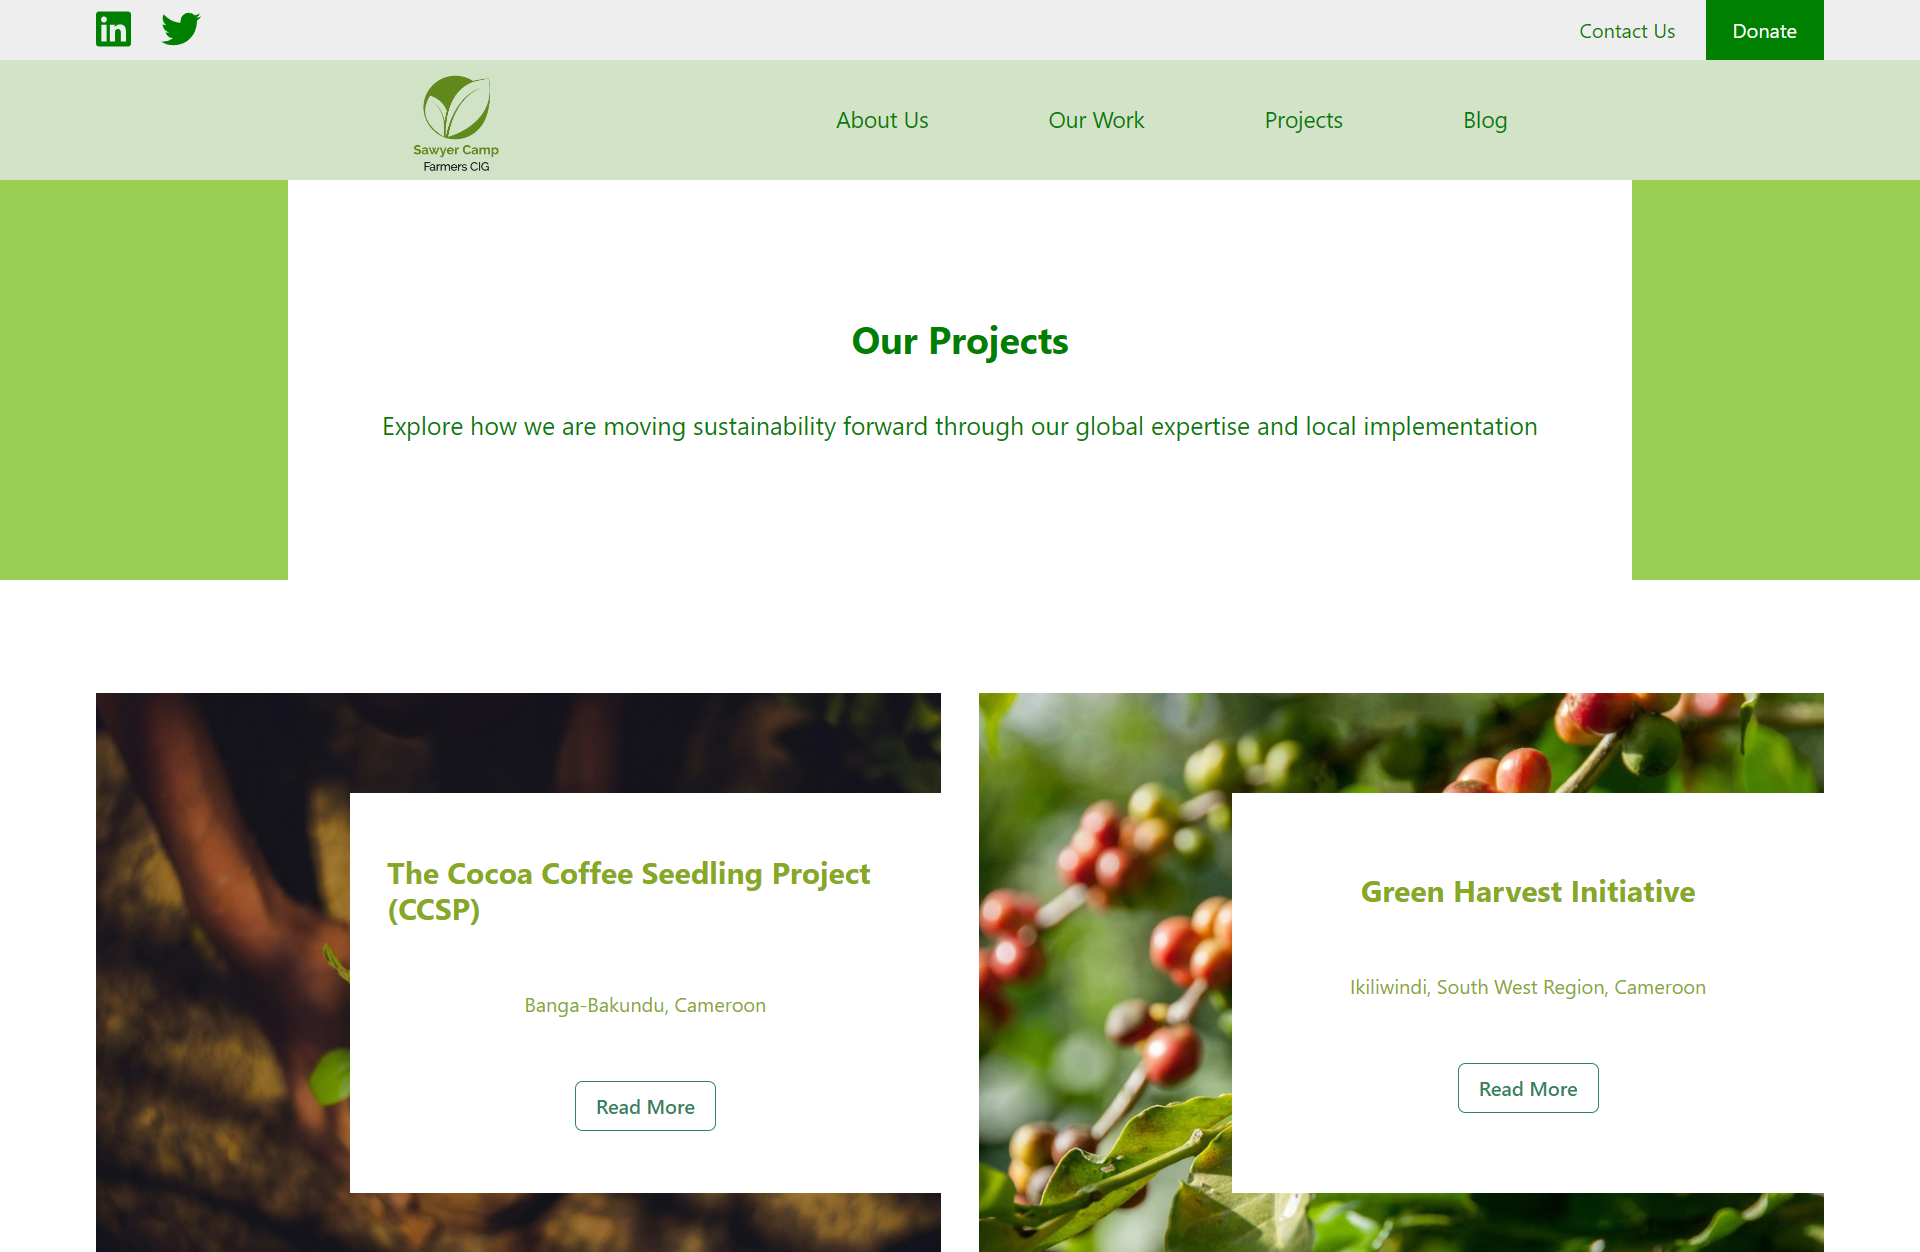 Contact Us
Donate
Sawyer Camp
Farmers CIG
About Us
Our Work
Projects
Blog
Our Projects
Explore how we are moving sustainability forward through our global expertise and local implementation
The Cocoa Coffee Seedling Project
(CCSP)
Banga-Bakundu, Cameroon
Read More
Green Harvest Initiative
Ikiliwindi, South West Region, Cameroon
Read More